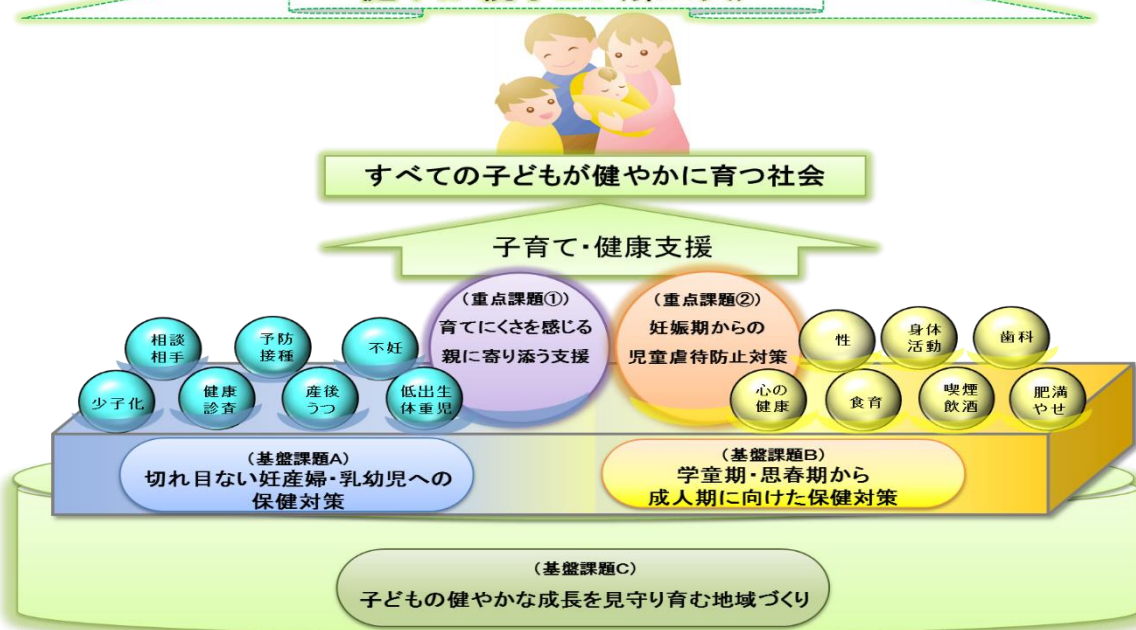 すべての子どもが健やかに育つ社会
子育て・健康支援
(重点課題①)
育てにくさを感じる
親に寄り添う支援
(重点課題②)
妊娠期からの
児童虐待防止対策
相談
相手
予防
接種
不妊
少子化
健康
診査
産後
うつ
低出生
体重児
性
身体
活動
歯科
心の
健康
食育
喫煙
飲酒
肥満
やせ
(基盤課題A)
切れ目ない妊産婦・乳幼児への
保健対策
(基盤課題B)
学童期・思春期から
成人期に向けた保健対策
(基盤課題C)
子どもの健やかな成長を見守り育む地域づくり